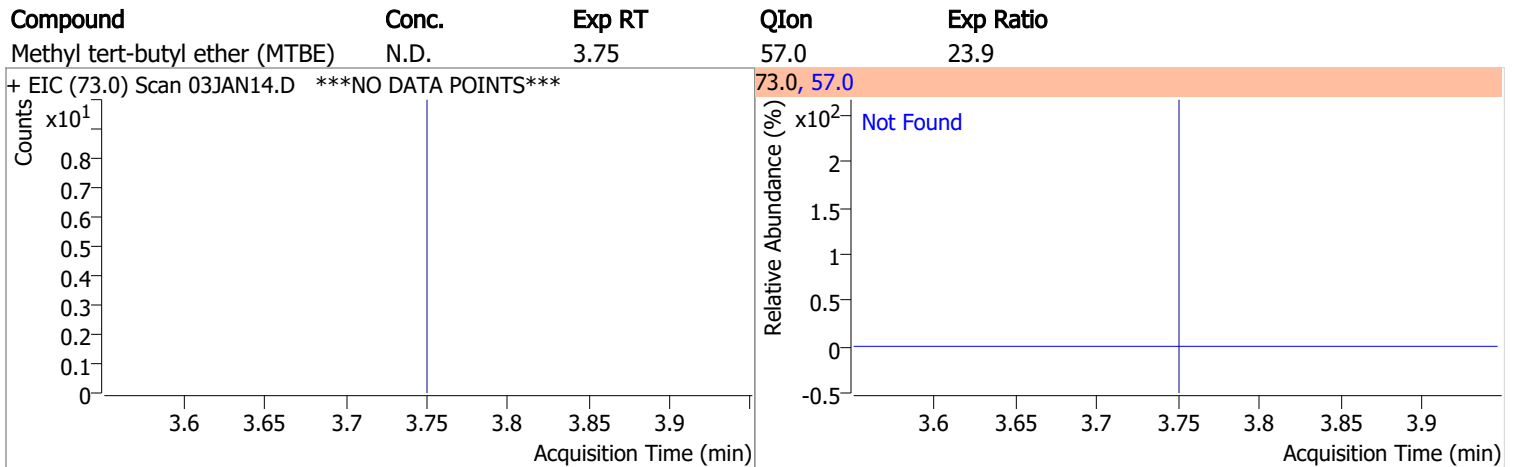 Compound Conc. Exp RT QIon Exp Ratio
Methyl tert-butyl ether (MTBE) N.D. 3.75 57.0 23.9
+ EIC (73.0) Scan 03JAN14.D ***NO DATA POINTS***
Counts
x10¹
0.8
0.7
0.6
0.5
0.4
0.3
0.2
0.1
0
3.6 3.65 3.7 3.75 3.8 3.85 3.9
Acquisition Time (min)
73.0, 57.0
Relative Abundance (%)
x10²
Not Found
2
1.5
1
0.5
0
-0.5
3.6 3.65 3.7 3.75 3.8 3.85 3.9
Acquisition Time (min)